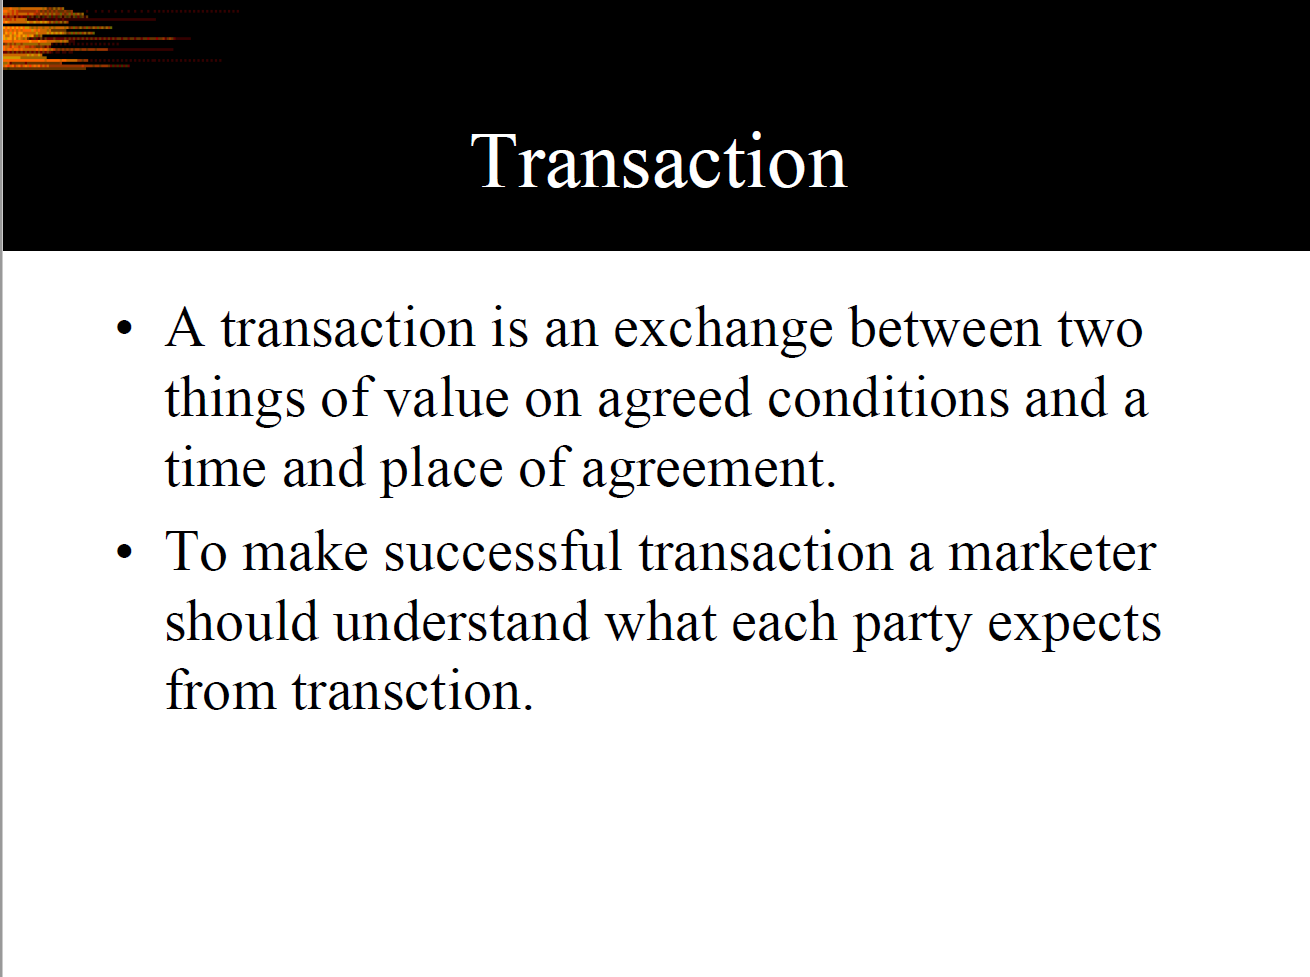 Transaction
• A transaction is an exchange between two
things of value on agreed conditions and a
time and place of agreement.
• To make successful transaction a marketer
should understand what each party expects
from transction.